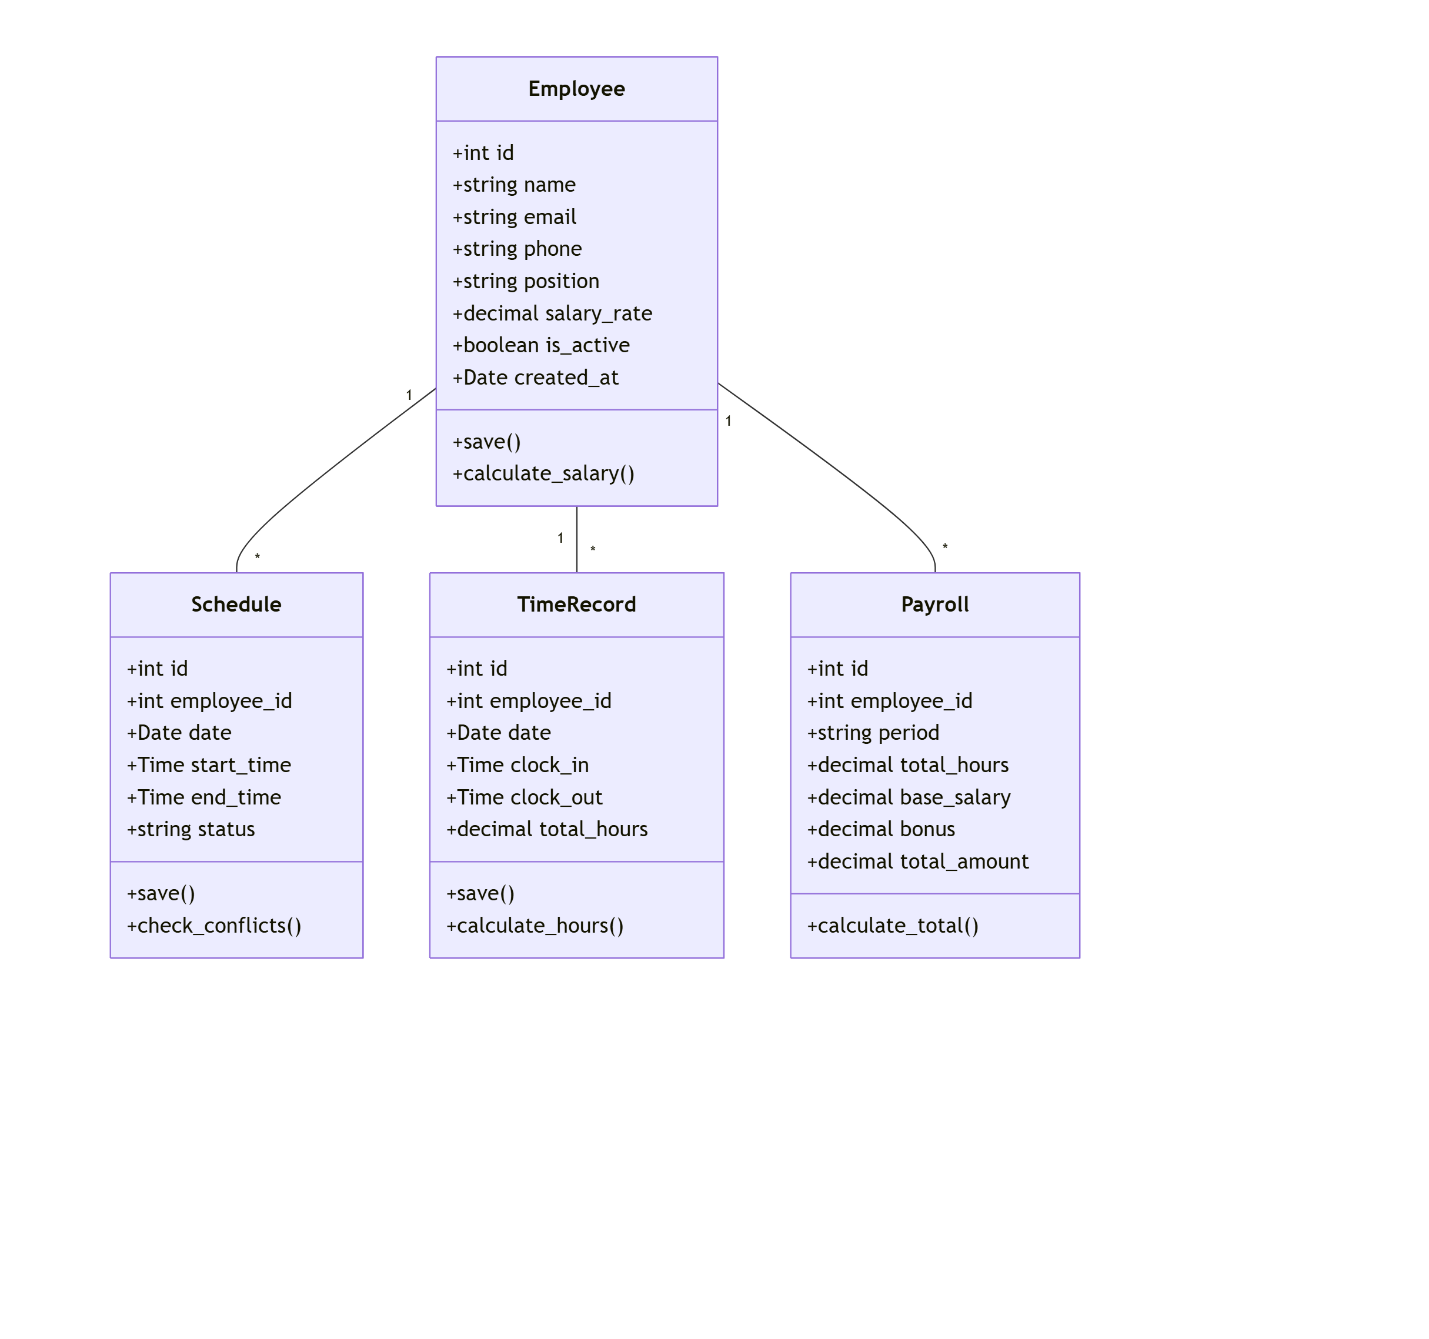 Employee
+int id
+string name
+string email
+string phone
+string position
+decimal salary_rate
+boolean is_active
+Date created_at
+save()
+calculate_salary()
1
1
1
*
*
*
Schedule
+int id
+int employee_id
+Date date
+Time start_time
+Time end_time
+string status
+save()
+check_conflicts()
TimeRecord
+int id
+int employee_id
+Date date
+Time clock_in
+Time clock_out
+decimal total_hours
+save()
+calculate_hours()
Payroll
+int id
+int employee_id
+string period
+decimal total_hours
+decimal base_salary
+decimal bonus
+decimal total_amount
+calculate_total()